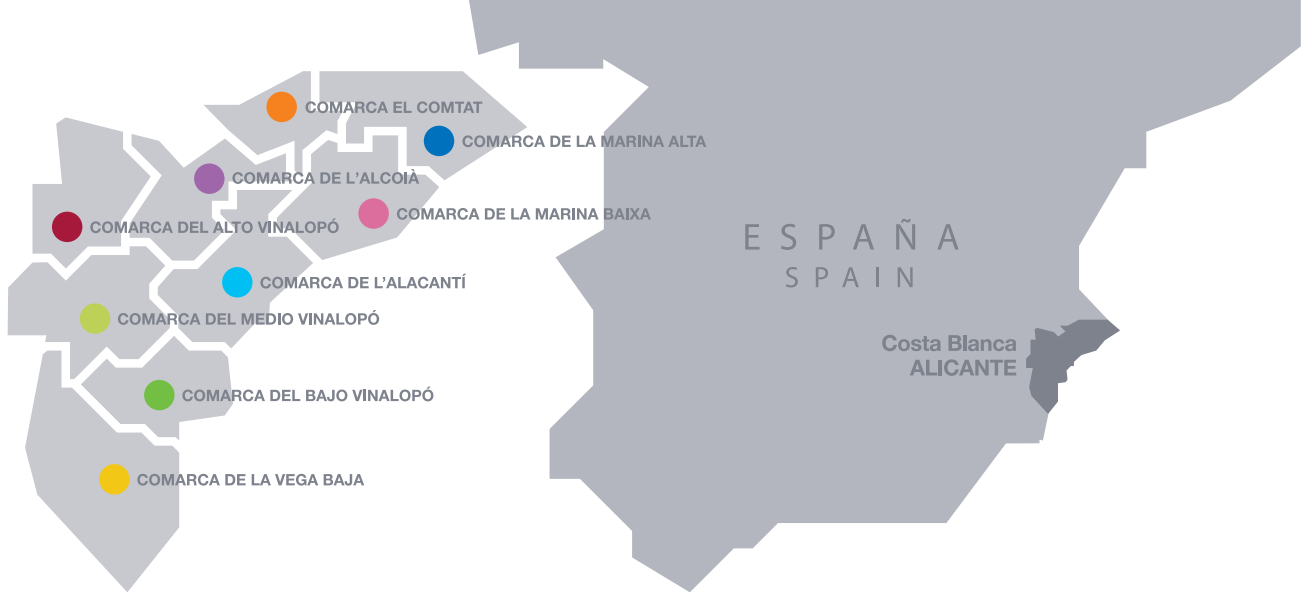 COMARCA EL COMTAT
COMARCA DE LA MARINA ALTA
COMARCA DE L'ALCOIÀ
COMARCA DE LA MARINA BAIXA
COMARCA DEL ALTO VINALOPÓ
COMARCA DE L'ALACANTÍ
COMARCA DEL MEDIO VINALOPÓ
COMARCA DEL BAJO VINALOPÓ
COMARCA DE LA VEGA BAJA
ESPAÑA
SPAIN
Costa Blanca
ALICANTE